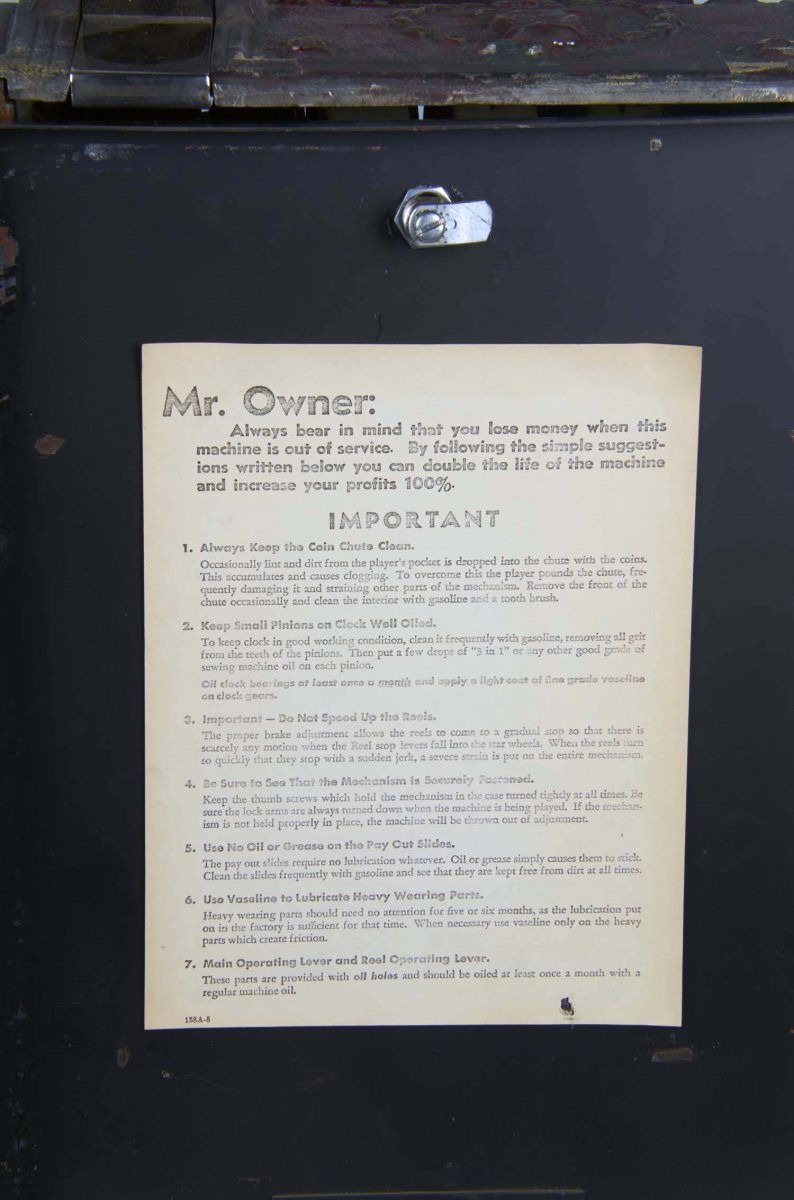 Mr. Owner:
Always bear in mind that you lose money when this
machine is out of service. By following the simple suggest-
ions written below you can double the life of the machine
and increase your profits 100%.
IMPORTANT
1. Always Keep the Coin Chute Clean.
Occasionally lint and dirt from the player's pocket is dropped into the chute with the coins.
This accumulates and causes clogging. To overcome this the player pounds the chute, fre-
quently damaging it and straining other parts of the mechanism. Remove the front of the
chute occasionally and clean the interior with gasoline and a tooth brush.
2. Keep Small Pinions on Clock Well Oiled.
To keep clock in good working condition, clean it frequently with gasoline, removing all grit
from the teeth of the pinions. Then put a few drops of "3 in 1" or any other good grade of
sewing machine oil on each pinion.
Oil clock bearings at least once a month and apply a light coat of fine grade vaseline
on clock gears.
3. Important — Do Not Speed Up the Reels.
The proper brake adjustment allows the reels to come to a gradual stop so that there is
scarcely any motion when the Reel stop levers fall into the star wheels. When the reels turn
so quickly that they stop with a sudden jerk, a severe strain is put on the entire mechanism.
4. Be Sure to See That the Mechanism is Securely Fastened.
Keep the thumb screws which hold the mechanism in the case turned tightly at all times. Be
sure the lock arms are always turned down when the machine is being played. If the mechan-
ism is not held properly in place, the machine will be thrown out of adjustment.
5. Use No Oil or Grease on the Pay Out Slides.
The pay out slides require no lubrication whatever. Oil or grease simply causes them to stick.
Clean the slides frequently with gasoline and see that they are kept free from dirt at all times.
6. Use Vaseline to Lubricate Heavy Wearing Parts.
Heavy wearing parts should need no attention for five or six months, as the lubrication put
on in the factory is sufficient for that time. When necessary use vaseline only on the heavy
parts which create friction.
7. Main Operating Lever and Reel Operating Lever.
These parts are provided with oil holes and should be oiled at least once a month with a
regular machine oil.
158A-5